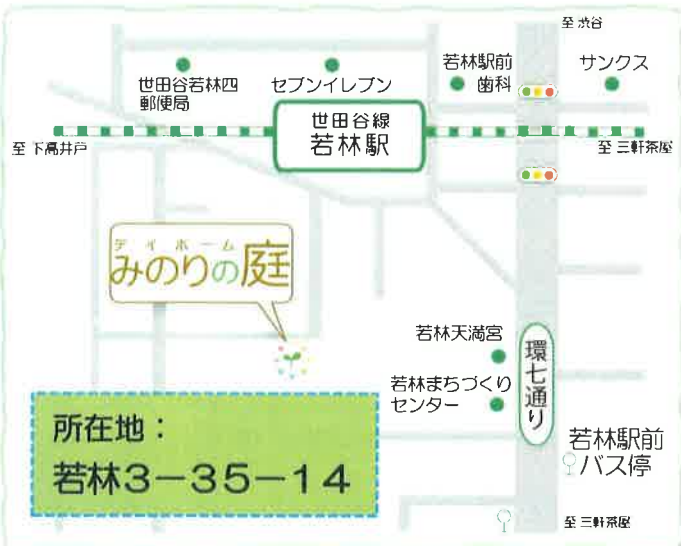 至 渋谷
世田谷若林四
郵便局
セブンイレブン
若林駅前
歯科
サンクス
世田谷線
若林駅
至 下高井戸
至 三軒茶屋
デイホーム
みのりの庭
若林天満宮
若林まちづくり
センター
環七通り
若林駅前
バス停
所在地：
若林3－35－14
至 三軒茶屋